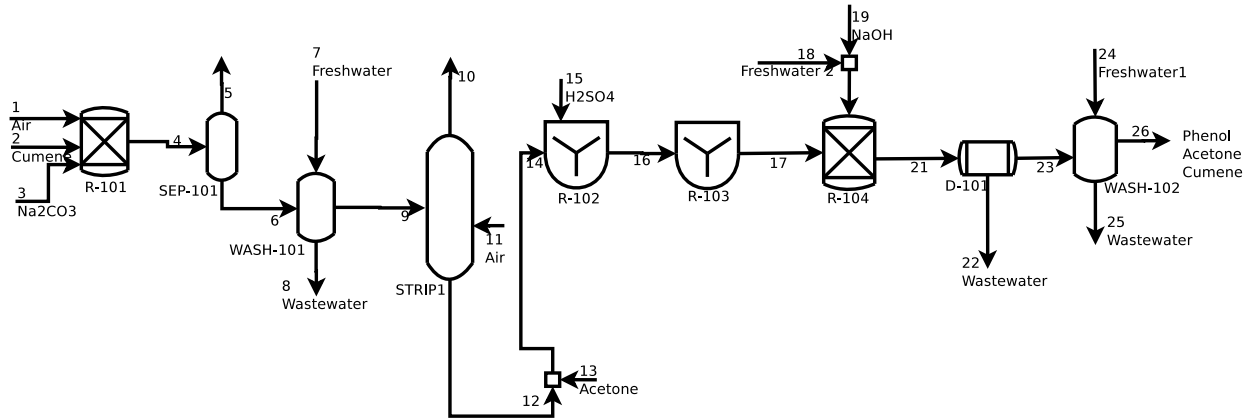 1
Air
2
Cumene
3
Na2CO3
R-101
4
5
SEP-101
6
7
Freshwater
WASH-101
8
Wastewater
9
10
11
Air
STRIP1
12
13
Acetone
14
15
H2SO4
R-102
16
R-103
17
18
Freshwater 2
19
NaOH
R-104
21
D-101
22
Wastewater
23
24
Freshwater1
WASH-102
25
Wastewater
26
Phenol
Acetone
Cumene